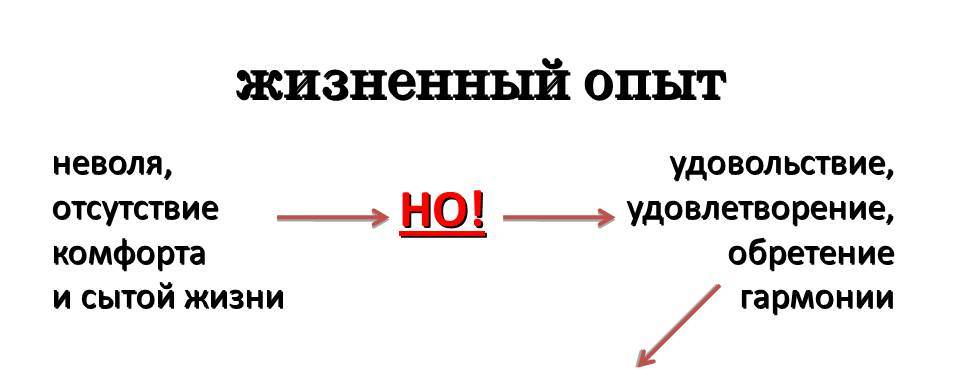 жизненный опыт
неволя,
отсутствие
комфорта
и сытой жизни
НО!
удовольствие,
удовлетворение,
обретение
гармонии